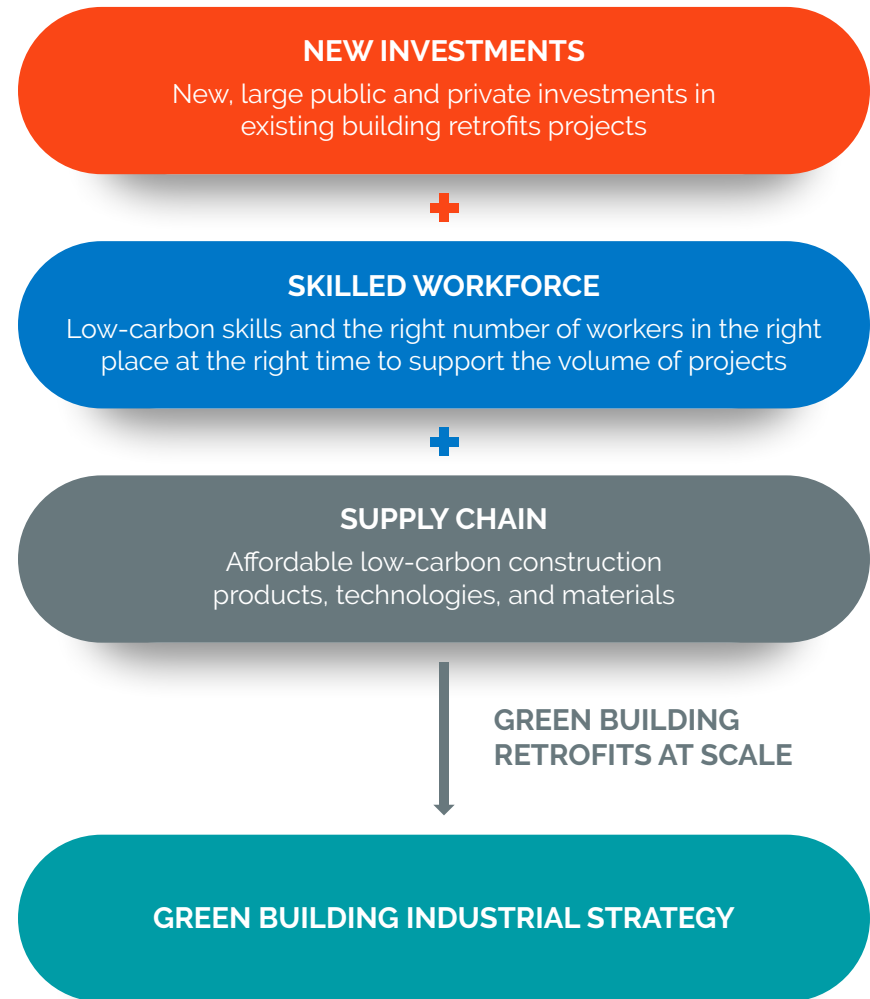 NEW INVESTMENTS
New, large public and private investments in
existing building retrofits projects
SKILLED WORKFORCE
Low-carbon skills and the right number of workers in the right
place at the right time to support the volume of projects
SUPPLY CHAIN
Affordable low-carbon construction
products, technologies, and materials
GREEN BUILDING
RETROFITS AT SCALE
GREEN BUILDING INDUSTRIAL STRATEGY